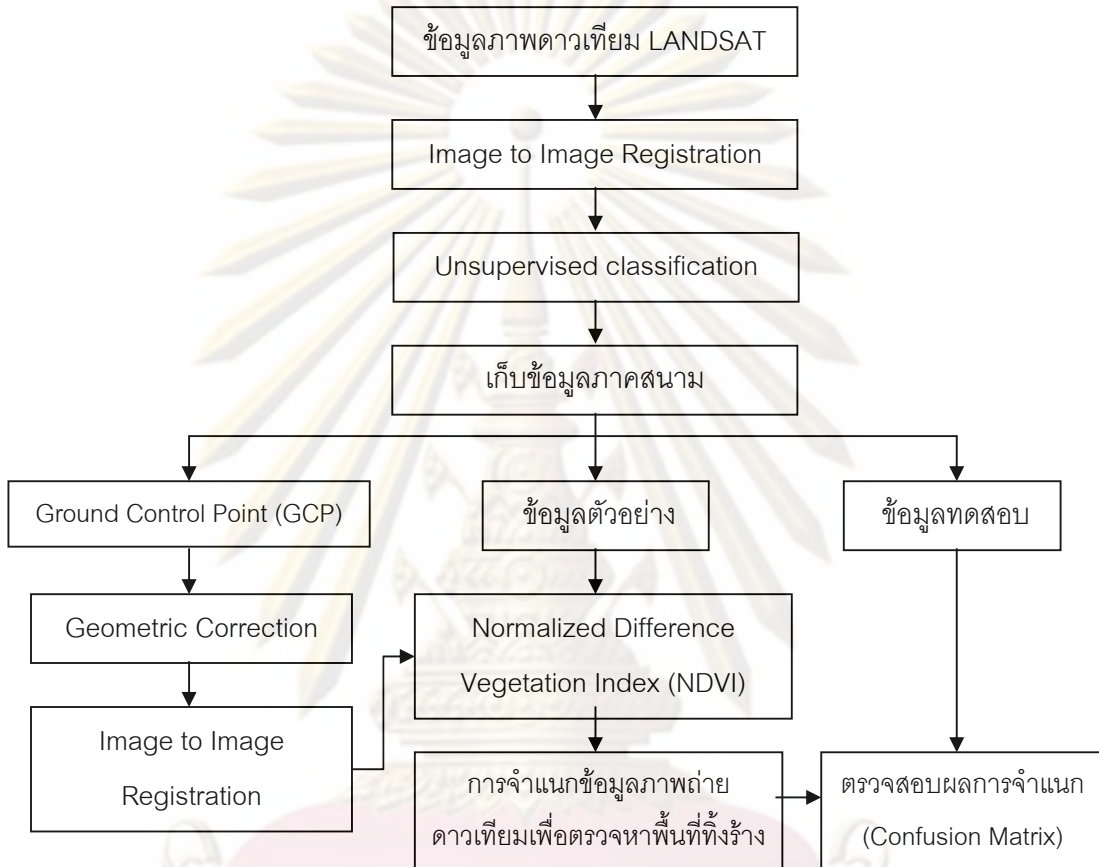 ข้อมูลภาพดาวเทียม LANDSAT
Image to Image Registration
Unsupervised classification
เก็บข้อมูลภาคสนาม
Ground Control Point (GCP)
ข้อมูลตัวอย่าง
ข้อมูลทดสอบ
Geometric Correction
Normalized Difference
Vegetation Index (NDVI)
Image to Image
Registration
การจำแนกข้อมูลภาพถ่าย
ดาวเทียมเพื่อตรวจหาพื้นที่ทิ้งร้าง
ตรวจสอบผลการจำแนก
(Confusion Matrix)